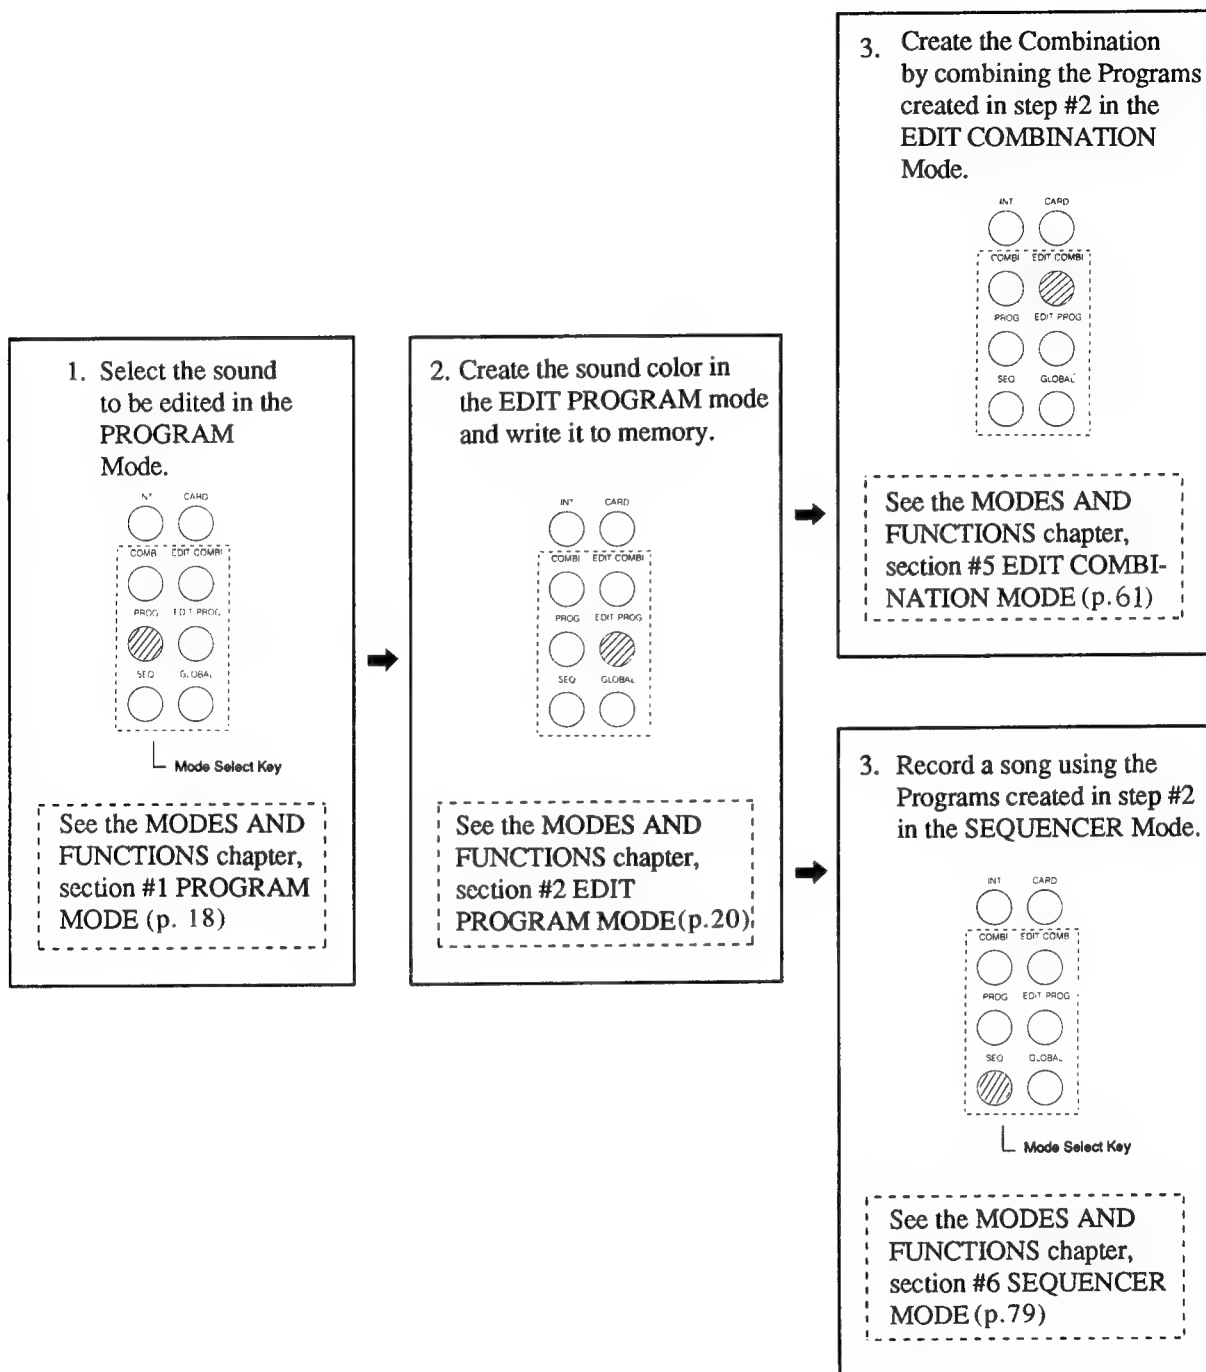 1. Select the sound
to be edited in the
PROGRAM
Mode.
CARD
EDIT COMBI
PROG EDIT PROG
SEQ
Mode Select Key
See the MODES AND
FUNCTIONS chapter,
section #1 PROGRAM
MODE (p. 18)
2. Create the sound color in
the EDIT PROGRAM mode
and write it to memory.
INT CARD
COMBI EDIT COMBI
PROG EDIT PROG
SEQ GLOBAL
See the MODES AND
FUNCTIONS chapter,
section #2 EDIT
PROGRAM MODE(p.20)
3. Create the Combination
by combining the Programs
created in step #2 in the
EDIT COMBINATION
Mode.
INT CARD
COMBI EDIT COMBI
PROG EDIT PROG
SEQ GLOBAL
See the MODES AND
FUNCTIONS chapter,
section #5 EDIT COMBI-
NATION MODE (p.61)
3. Record a song using the
Programs created in step #2
in the SEQUENCER Mode.
INT CARD
COMBI EDIT COMB
PROG EDIT PROG
SEQ
Mode Select Key
See the MODES AND
FUNCTIONS chapter,
section #6 SEQUENCER
MODE (p.79)